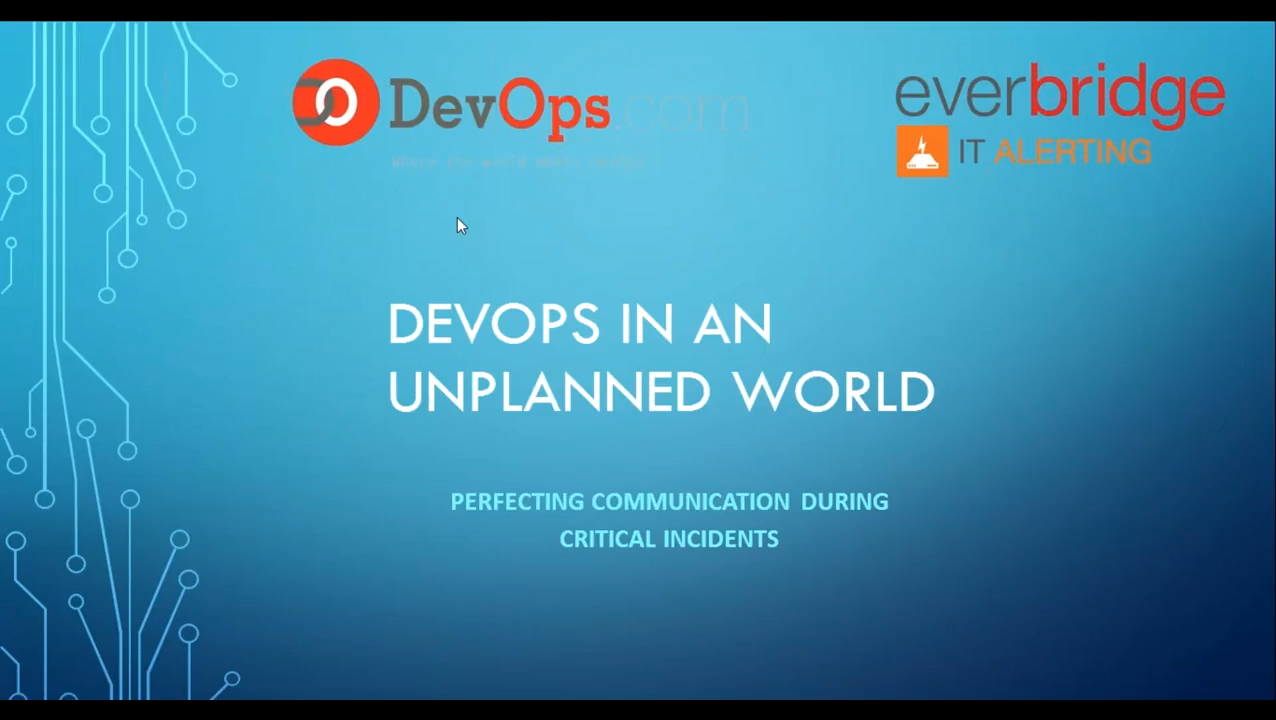 DevOps.com
everbridge
IT ALERTING
DEVOPS IN AN
UNPLANNED WORLD
PERFECTING COMMUNICATION DURING
CRITICAL INCIDENTS